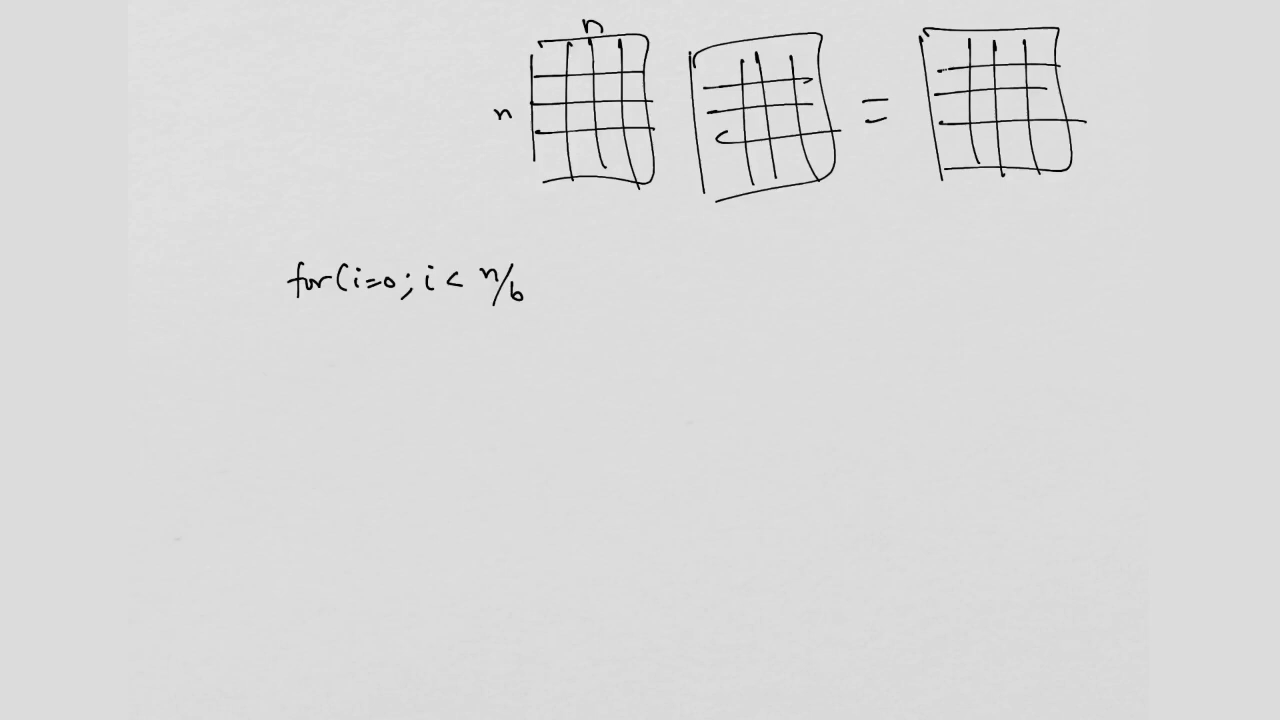 n
n
=
for(i=0; i < n/b